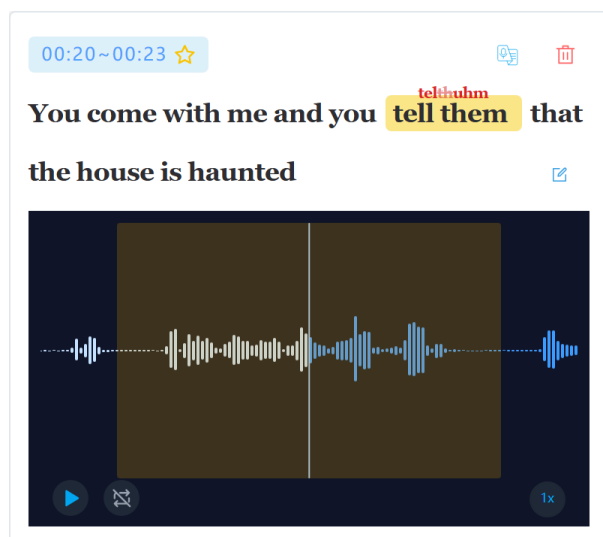 00:20~00:23
telthuhm
You come with me and you tell them that
the house is haunted
1x